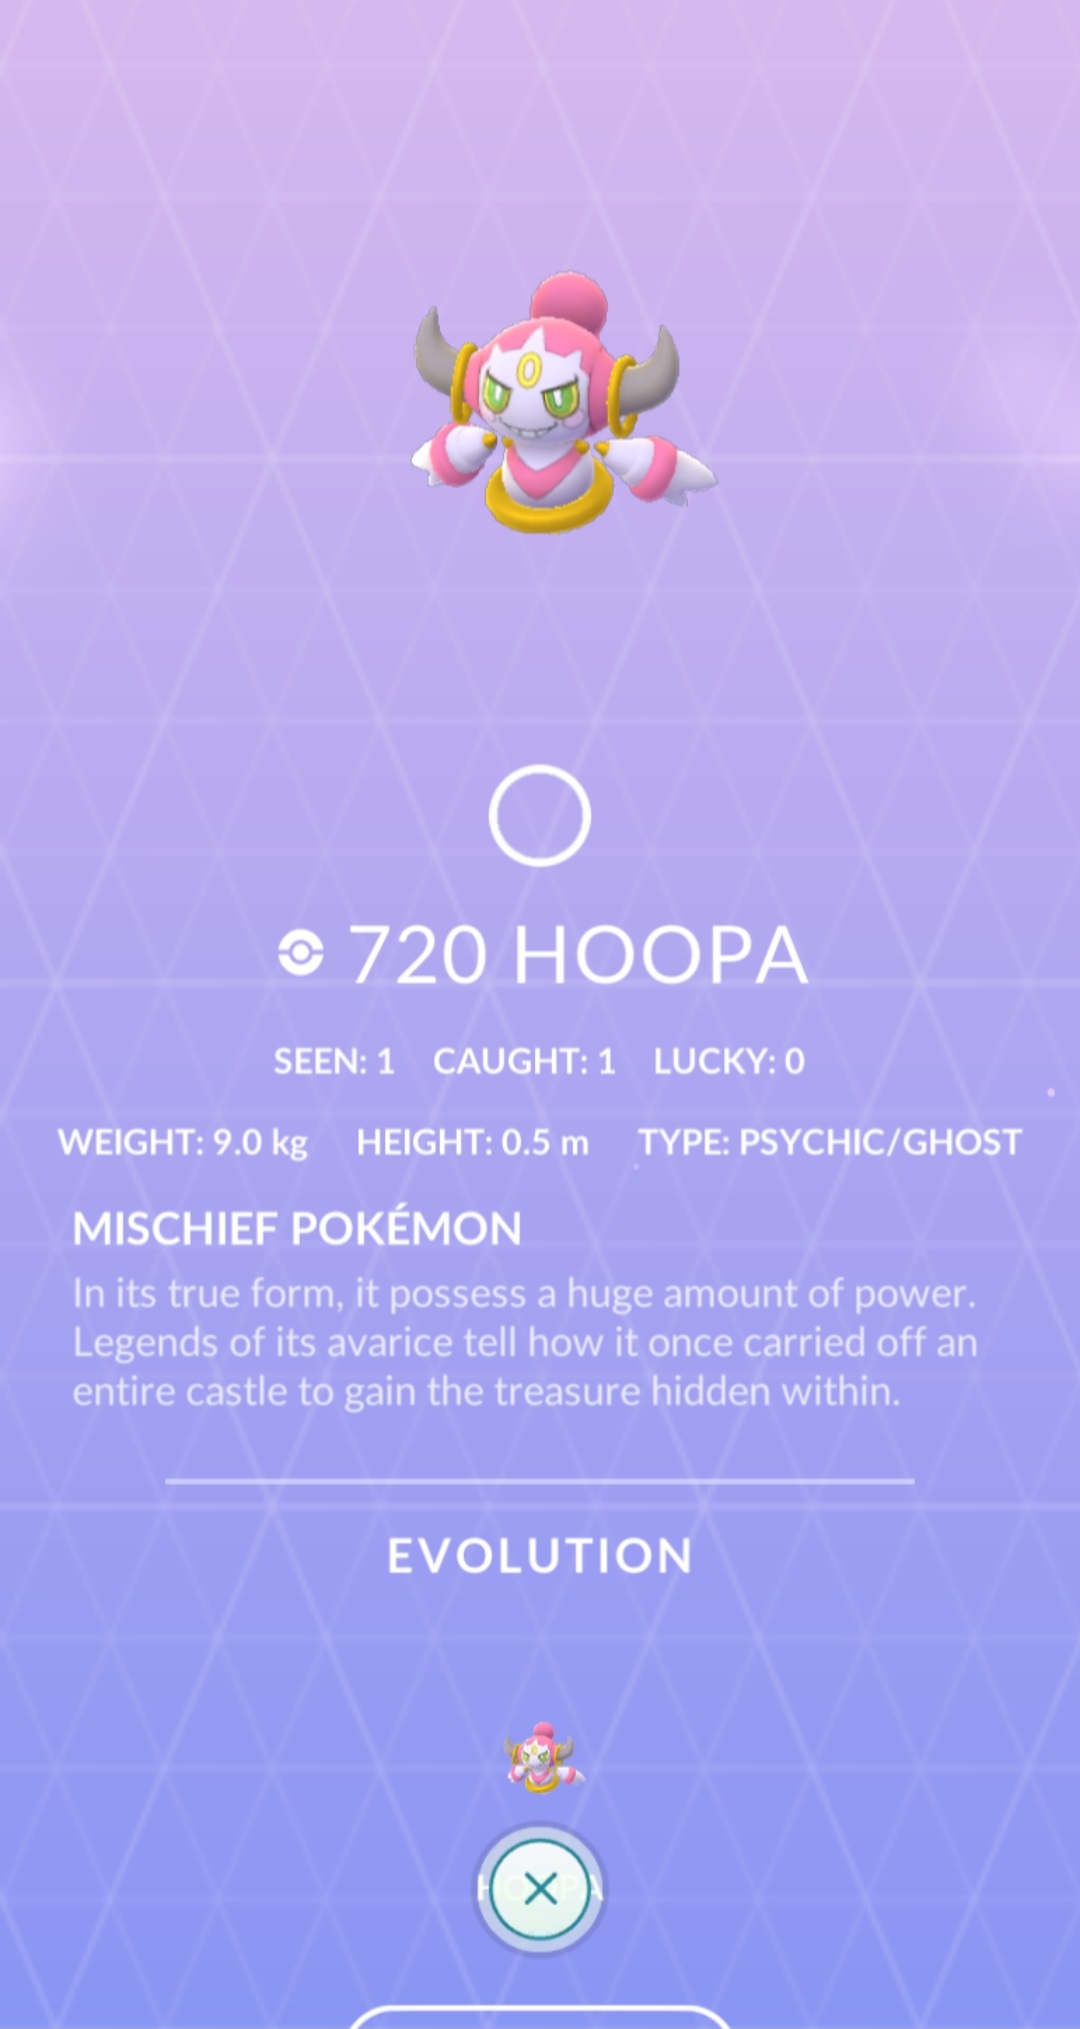 720 HOOPA
SEEN: 1 CAUGHT: 1 LUCKY: 0
WEIGHT: 9.0 kg HEIGHT: 0.5 m TYPE: PSYCHIC/GHOST
MISCHIEF POKÉMON
In its true form, it possess a huge amount of power.
Legends of its avarice tell how it once carried off an
entire castle to gain the treasure hidden within.
EVOLUTION
HOOPA